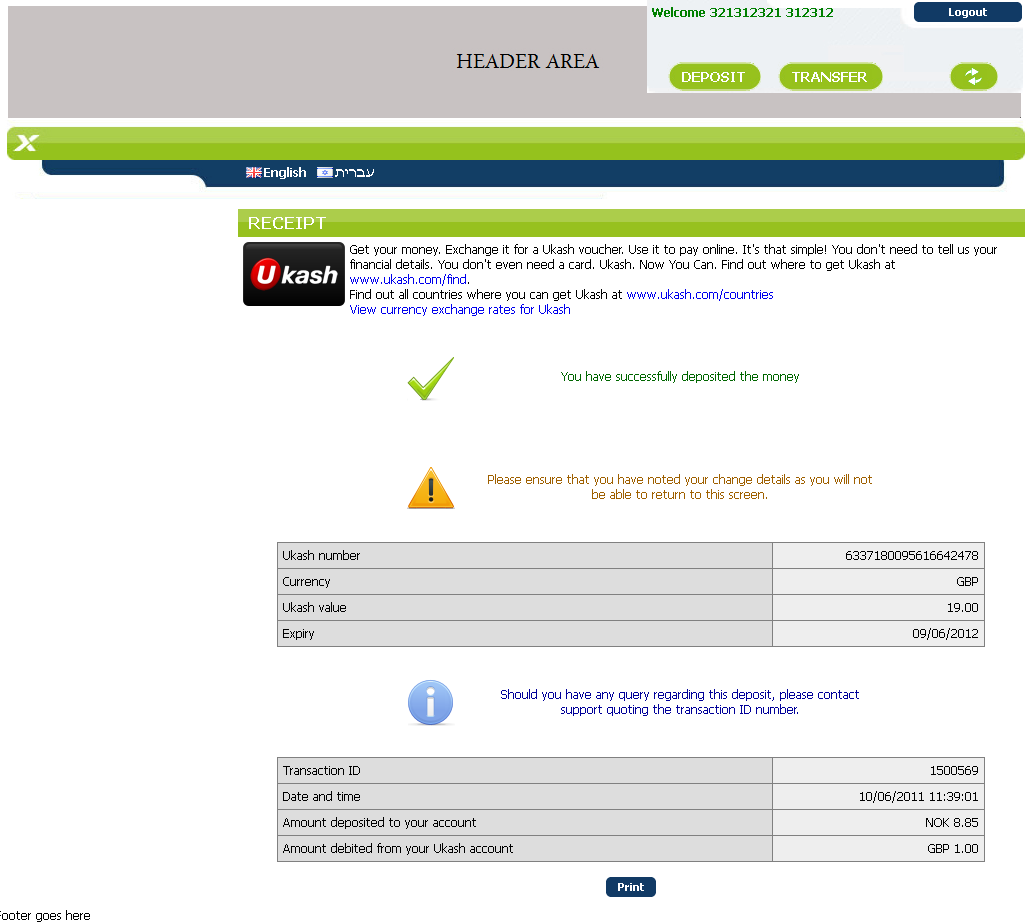 Welcome 321312321 312312
Logout
HEADER AREA
DEPOSIT
TRANSFER
X
English
עברית
RECEIPT
Ukash
Get your money. Exchange it for a Ukash voucher. Use it to pay online. It's that simple! You don't need to tell us your
financial details. You don't even need a card. Ukash. Now You Can. Find out where to get Ukash at
www.ukash.com/find.
Find out all countries where you can get Ukash at www.ukash.com/countries
View currency exchange rates for Ukash
You have successfully deposited the money
Please ensure that you have noted your change details as you will not
be able to return to this screen.
Ukash number 6337180095616642478
Currency GBP
Ukash value 19.00
Expiry 09/06/2012
Should you have any query regarding this deposit, please contact
support quoting the transaction ID number.
Transaction ID 1500569
Date and time 10/06/2011 11:39:01
Amount deposited to your account NOK 8.85
Amount debited from your Ukash account GBP 1.00
Print
Footer goes here